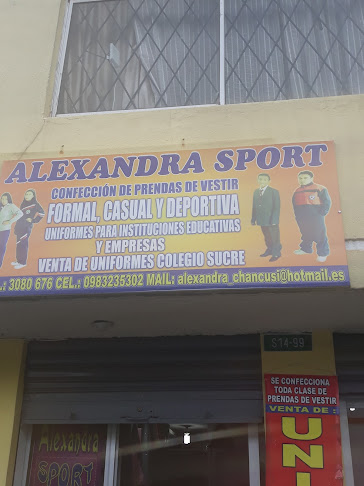 ALEXANDRA SPORT
CONFECCIÓN DE PRENDAS DE VESTIR
FORMAL, CASUAL Y DEPORTIVA
UNIFORMES PARA INSTITUCIONES EDUCATIVAS
Y EMPRESAS
VENTA DE UNIFORMES COLEGIO SUCRE
.: 3080 676 CEL.: 0983235302 MAIL: alexandra_chancusi@hotmail.es
S14-99
SE CONFECCIONA
TODA CLASE DE
PRENDAS DE VESTIR
VENTA DE
UNI
Alexandra
SPORT